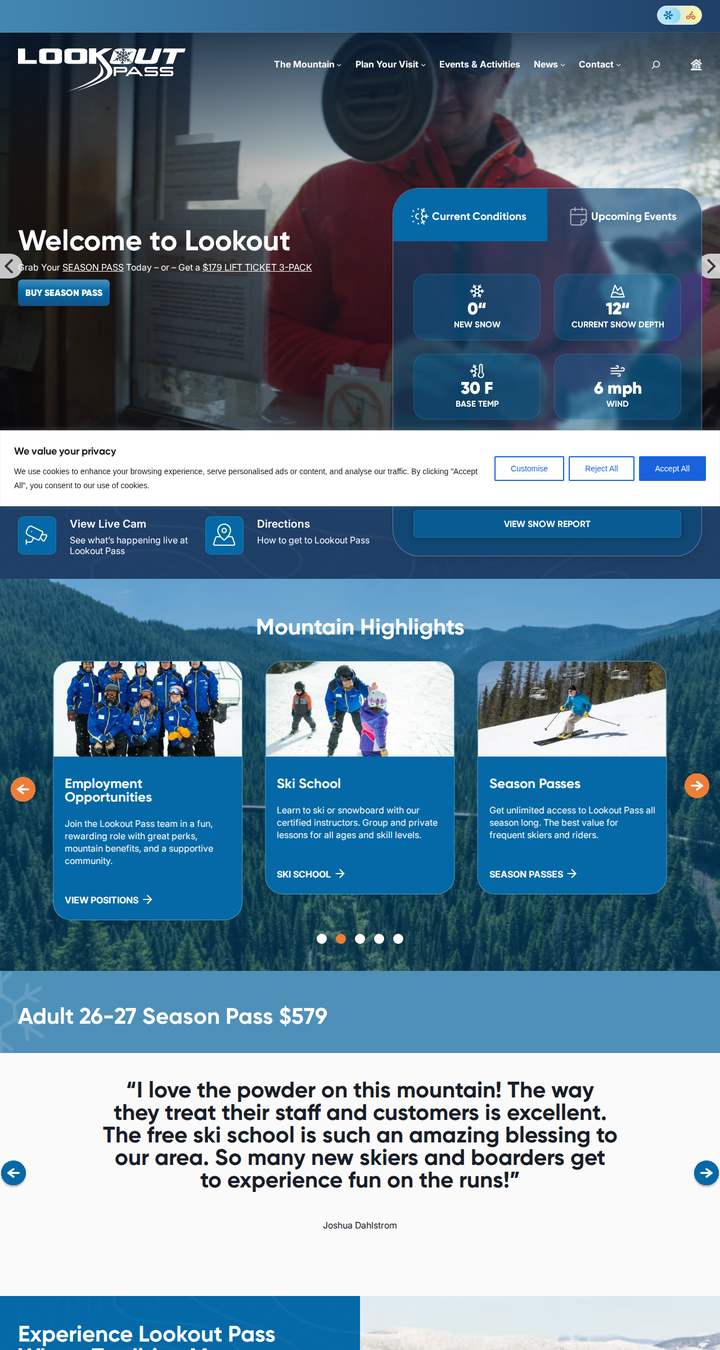 LOOKOUT
PASS
The Mountain
Plan Your Visit
Events & Activities
News
Contact
Current Conditions
Upcoming Events
Welcome to Lookout
Grab Your SEASON PASS Today – or – Get a $179 LIFT TICKET 3-PACK
BUY SEASON PASS
0“
NEW SNOW
12“
CURRENT SNOW DEPTH
30 F
BASE TEMP
6 mph
WIND
We value your privacy
We use cookies to enhance your browsing experience, serve personalised ads or content, and analyse our traffic. By clicking "Accept
All", you consent to our use of cookies.
Customise
Reject All
Accept All
View Live Cam
See what’s happening live at
Lookout Pass
Directions
How to get to Lookout Pass
VIEW SNOW REPORT
Mountain Highlights
Employment
Opportunities
Join the Lookout Pass team in a fun,
rewarding role with great perks,
mountain benefits, and a supportive
community.
VIEW POSITIONS
Ski School
Learn to ski or snowboard with our
certified instructors. Group and private
lessons for all ages and skill levels.
SKI SCHOOL
Season Passes
Get unlimited access to Lookout Pass all
season long. The best value for
frequent skiers and riders.
SEASON PASSES
Adult 26-27 Season Pass $579
“I love the powder on this mountain! The way
they treat their staff and customers is excellent.
The free ski school is such an amazing blessing to
our area. So many new skiers and boarders get
to experience fun on the runs!”
Joshua Dahlstrom
Experience Lookout Pass